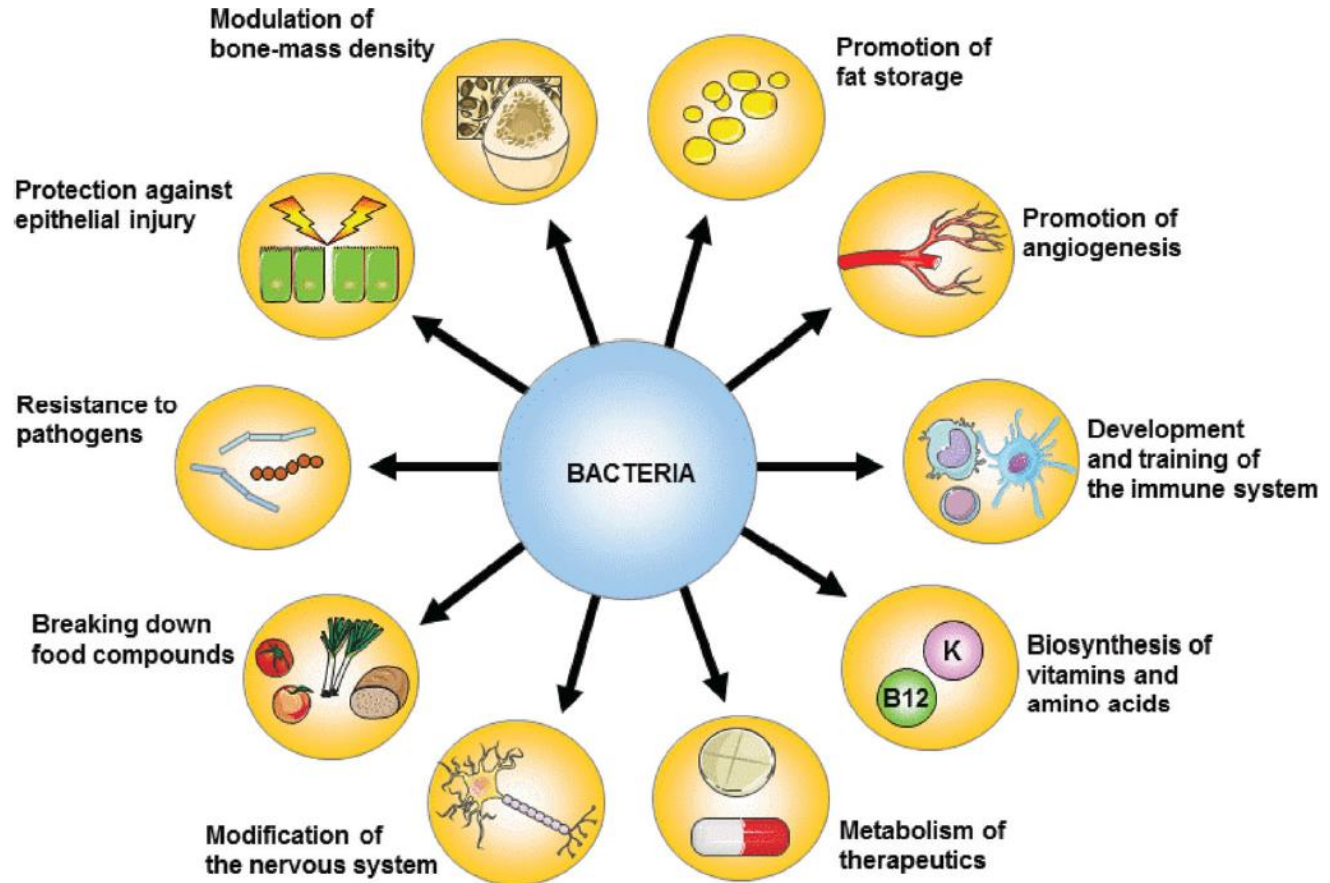 Modulation of
bone-mass density
Promotion of
fat storage
Protection against
epithelial injury
Promotion of
angiogenesis
Resistance to
pathogens
BACTERIA
Development
and training of
the immune system
Breaking down
food compounds
K
B12
Biosynthesis of
vitamins and
amino acids
Modification of
the nervous system
Metabolism of
therapeutics